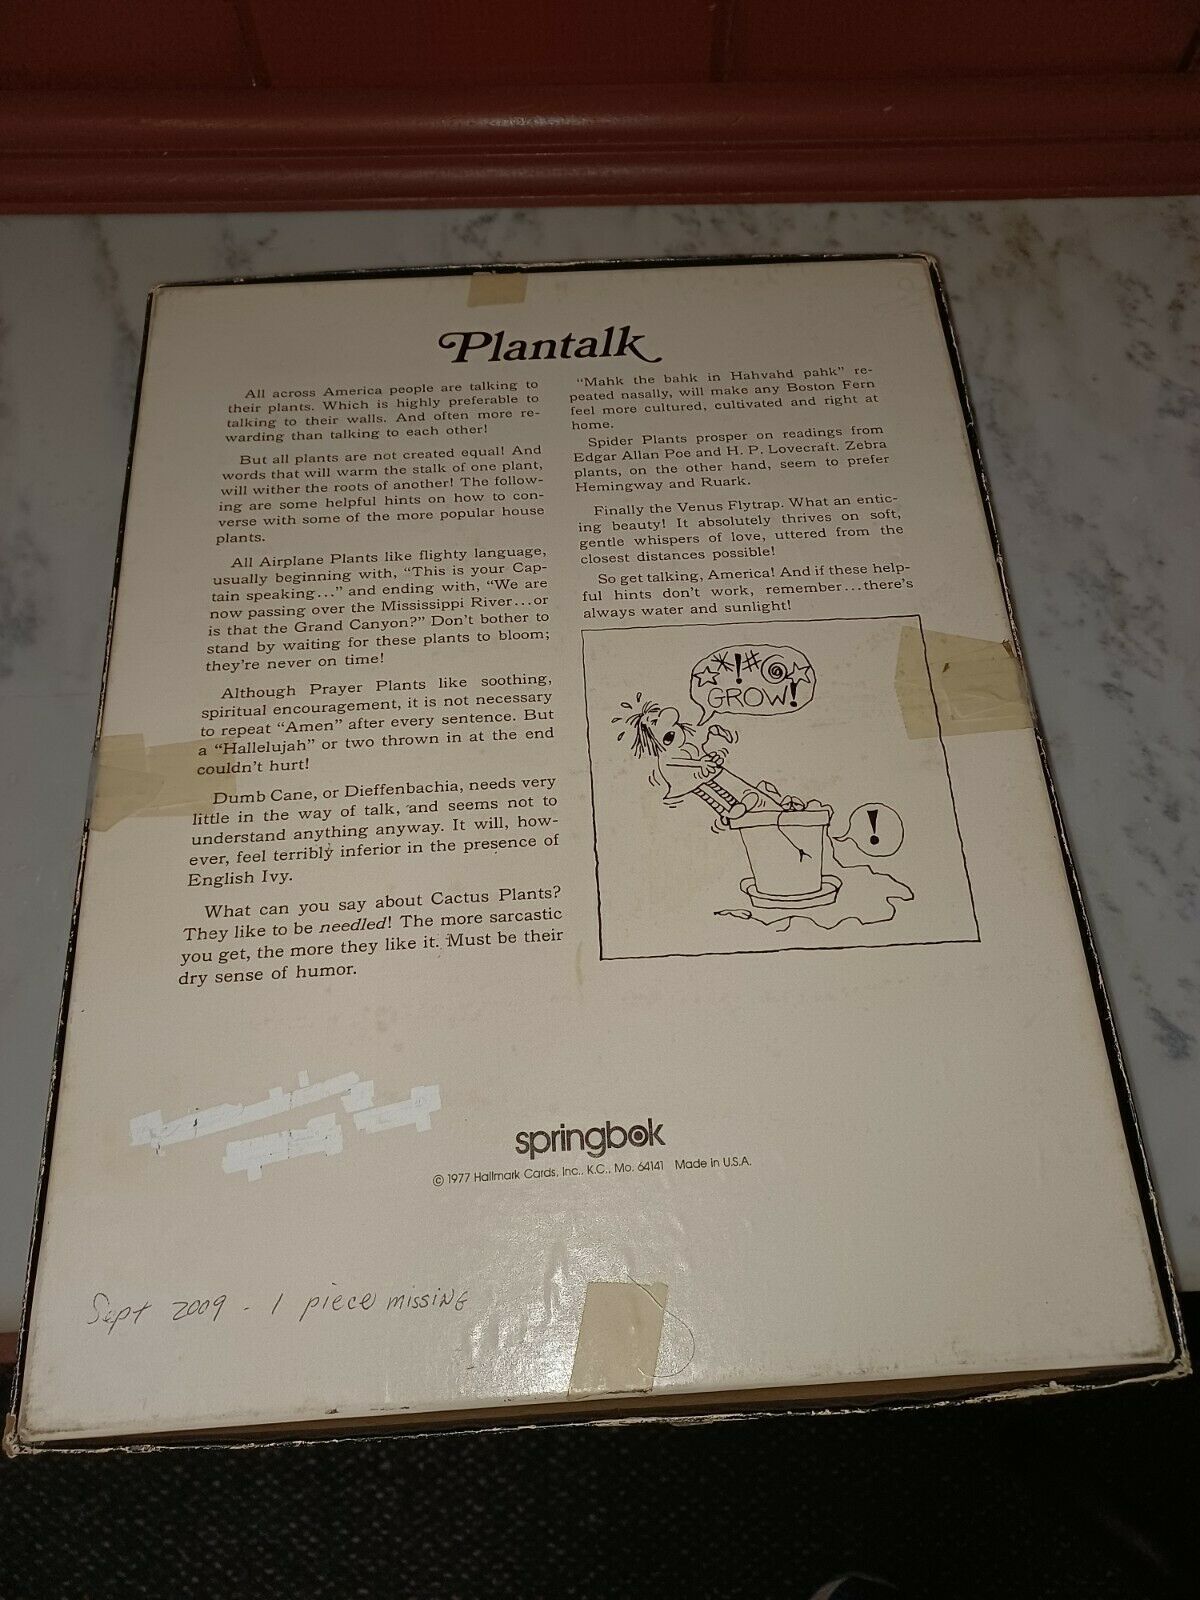 Plantalk
All across America people are talking to
their plants. Which is highly preferable to
talking to their walls. And often more re-
warding than talking to each other!
But all plants are not created equal! And
words that will warm the stalk of one plant,
will wither the roots of another! The follow-
ing are some helpful hints on how to con-
verse with some of the more popular house
plants.
All Airplane Plants like flighty language,
usually beginning with, “This is your Cap-
tain speaking...” and ending with, “We are
now passing over the Mississippi River...or
is that the Grand Canyon?” Don’t bother to
stand by waiting for these plants to bloom;
they’re never on time!
Although Prayer Plants like soothing,
spiritual encouragement, it is not necessary
to repeat “Amen” after every sentence. But
a “Hallelujah” or two thrown in at the end
couldn’t hurt!
Dumb Cane, or Dieffenbachia, needs very
little in the way of talk, and seems not to
understand anything anyway. It will, how-
ever, feel terribly inferior in the presence of
English Ivy.
What can you say about Cactus Plants?
They like to be needled! The more sarcastic
you get, the more they like it. Must be their
dry sense of humor.
“Mahk the bahk in Hahvahd pahk” re-
peated nasally, will make any Boston Fern
feel more cultured, cultivated and right at
home.
Spider Plants prosper on readings from
Edgar Allan Poe and H. P. Lovecraft. Zebra
plants, on the other hand, seem to prefer
Hemingway and Ruark.
Finally the Venus Flytrap. What an entic-
ing beauty! It absolutely thrives on soft,
gentle whispers of love, uttered from the
closest distances possible!
So get talking, America! And if these help-
ful hints don’t work, remember...there’s
always water and sunlight!
☆*!#@☆
GROW!
!
springbok
© 1977 Hallmark Cards, Inc., K.C., Mo. 64141 Made in U.S.A.
Sept 2009 - 1 piece missing